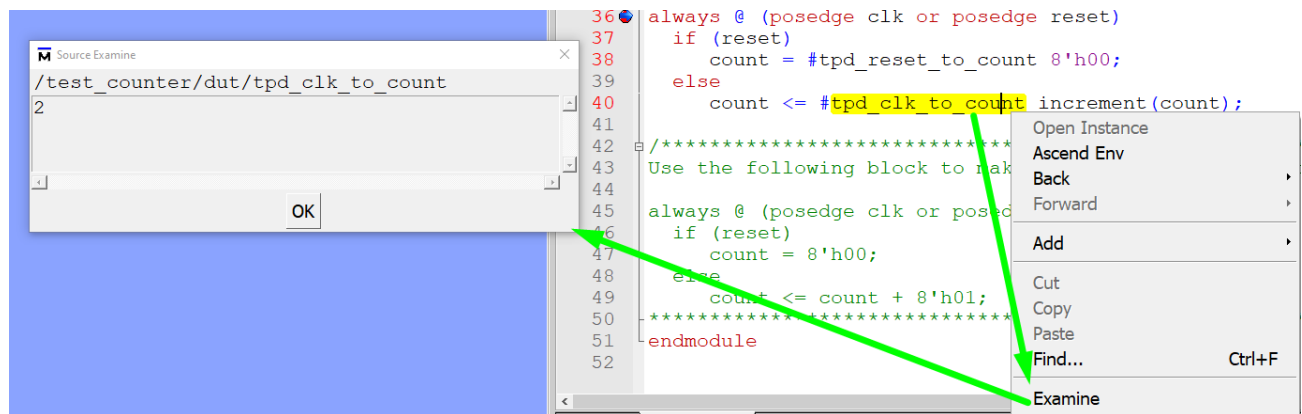 Source Examine
/test_counter/dut/tpd_clk_to_count
2
OK
36 always @ (posedge clk or posedge reset)
37 if (reset)
38 count = #tpd_reset_to_count 8'h00;
39 else
40 count <= #tpd_clk_to_count increment(count);
41
42 /*******************************
43 Use the following block to mak
44
45 always @ (posedge clk or posed
46 if (reset)
47 count = 8'h00;
48 else
49 count <= count + 8'h01;
50 ********************************
51 endmodule
52
Open Instance
Ascend Env
Back
Forward
Add
Cut
Copy
Paste
Find... Ctrl+F
Examine